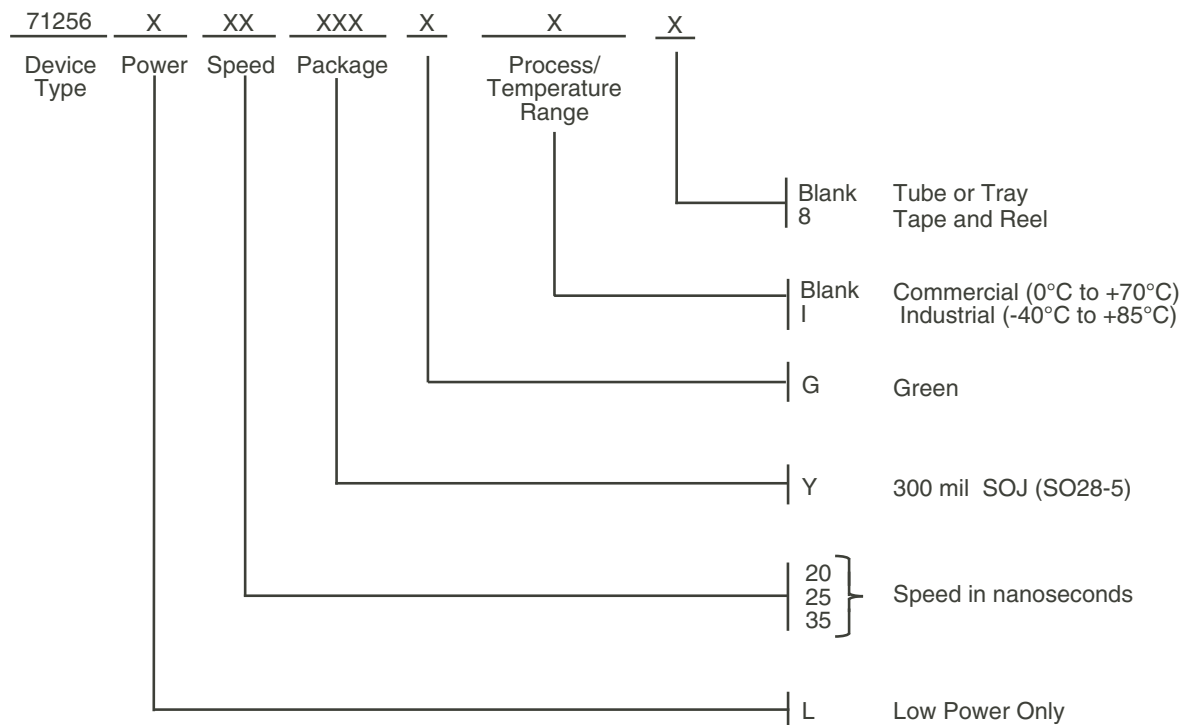 71256 X XX XXX X X X
Device Type Power Speed Package Process/ Temperature Range
Blank Tube or Tray
8 Tape and Reel
Blank Commercial (0°C to +70°C)
I Industrial (-40°C to +85°C)
G Green
Y 300 mil SOJ (SO28-5)
20
25 Speed in nanoseconds
35
L Low Power Only